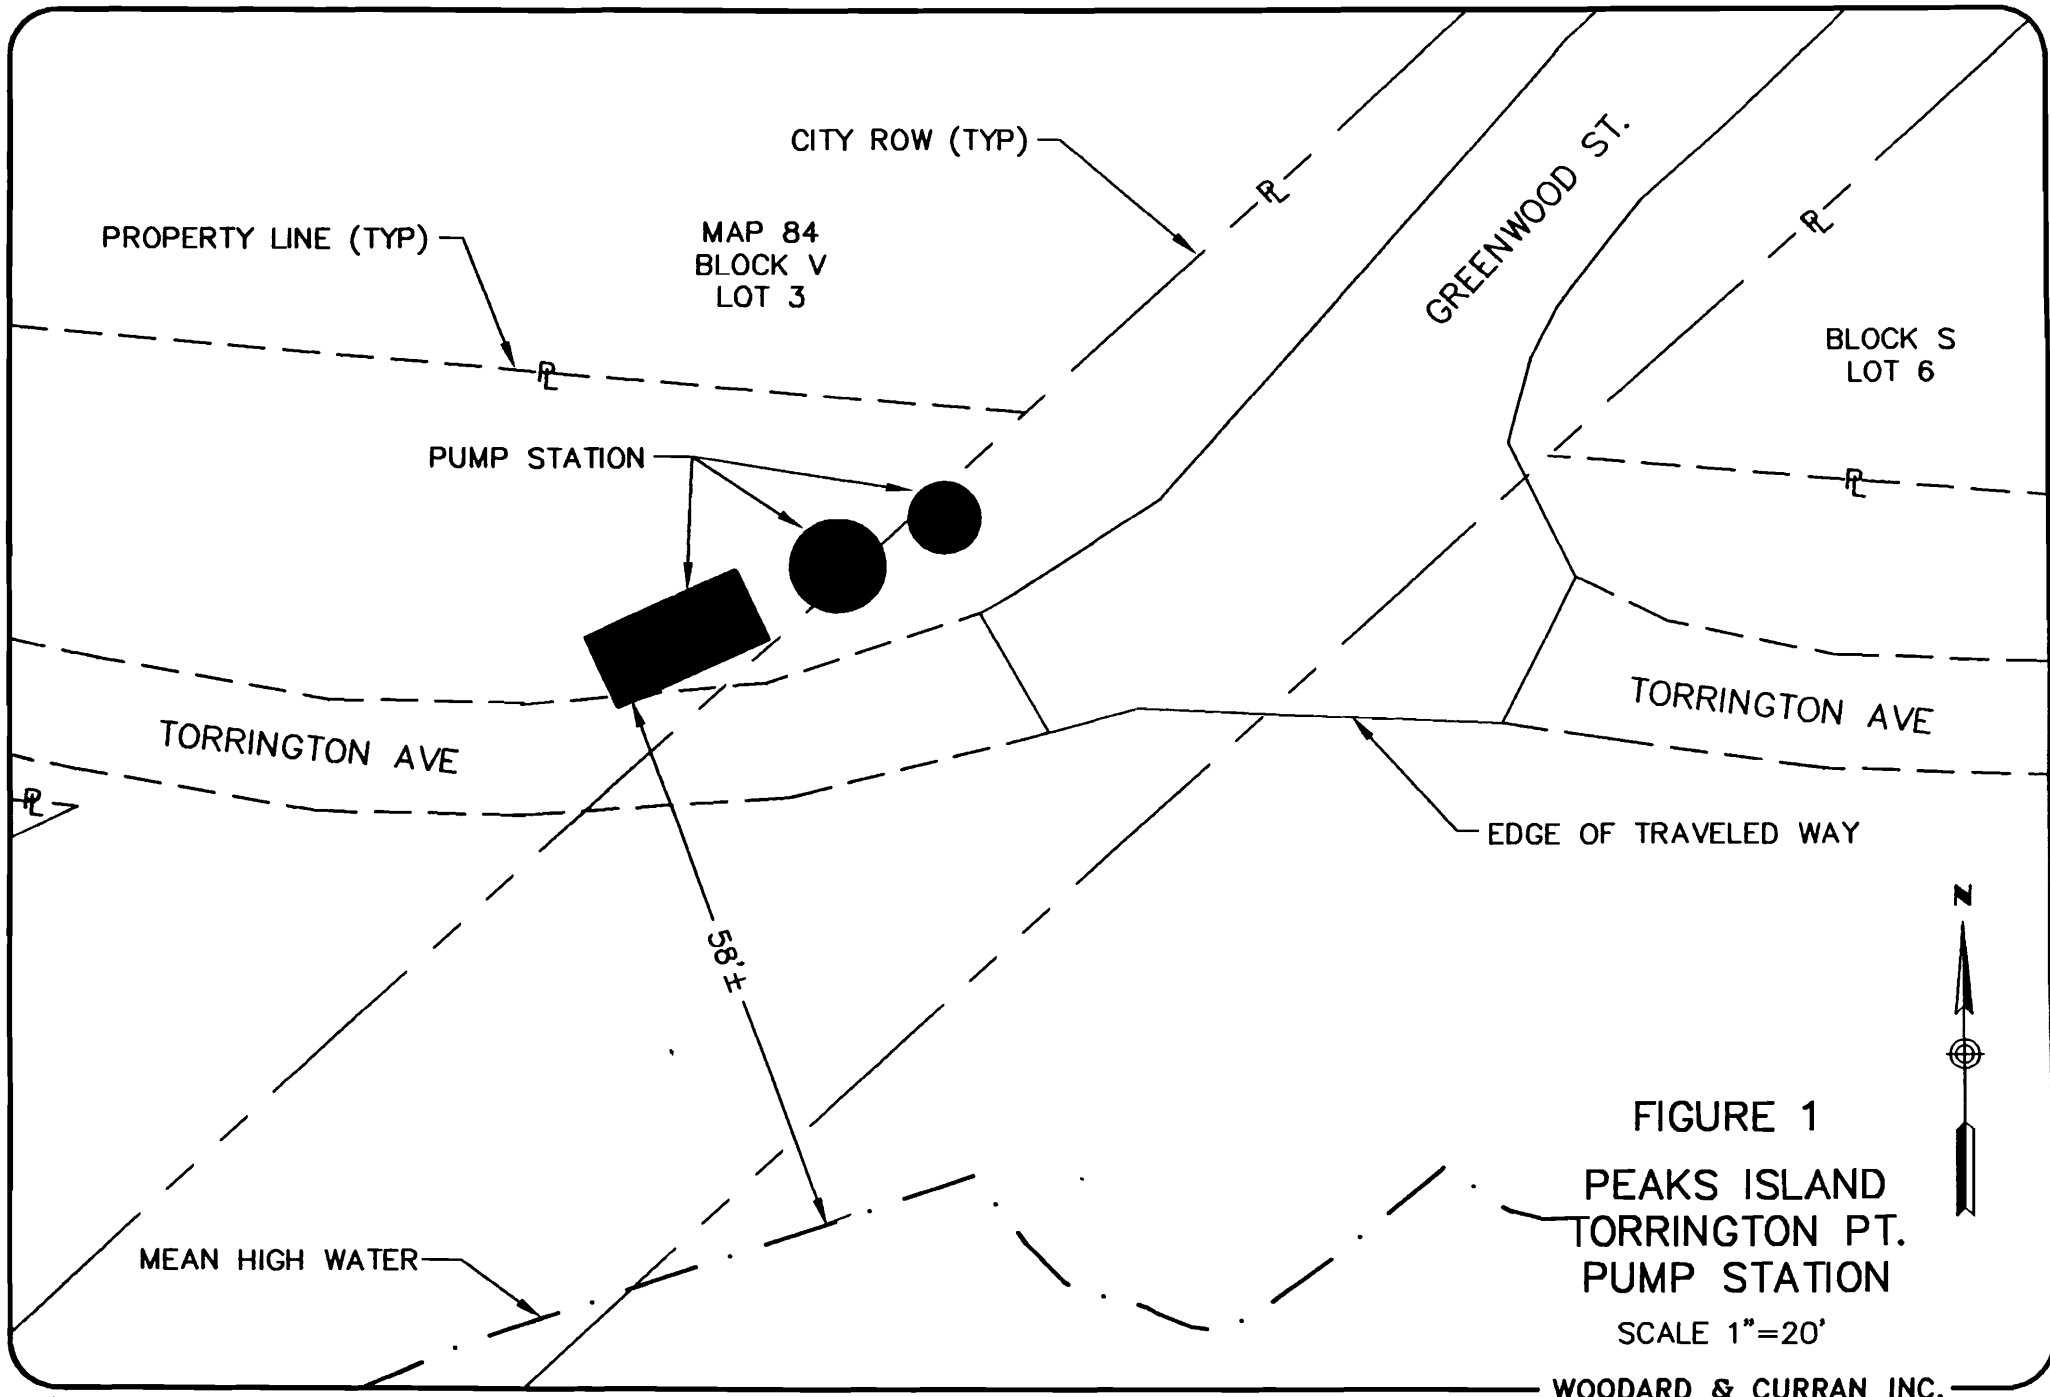 CITY ROW (TYP)
PROPERTY LINE (TYP)
MAP 84
BLOCK V
LOT 3
PL
PL
GREENWOOD ST.
BLOCK S
LOT 6
PL
PUMP STATION
PL
TORRINGTON AVE
TORRINGTON AVE
PL
EDGE OF TRAVELED WAY
58'±
N
MEAN HIGH WATER
FIGURE 1
PEAKS ISLAND
TORRINGTON PT.
PUMP STATION
SCALE 1"=20'
WOODARD & CURRAN INC.